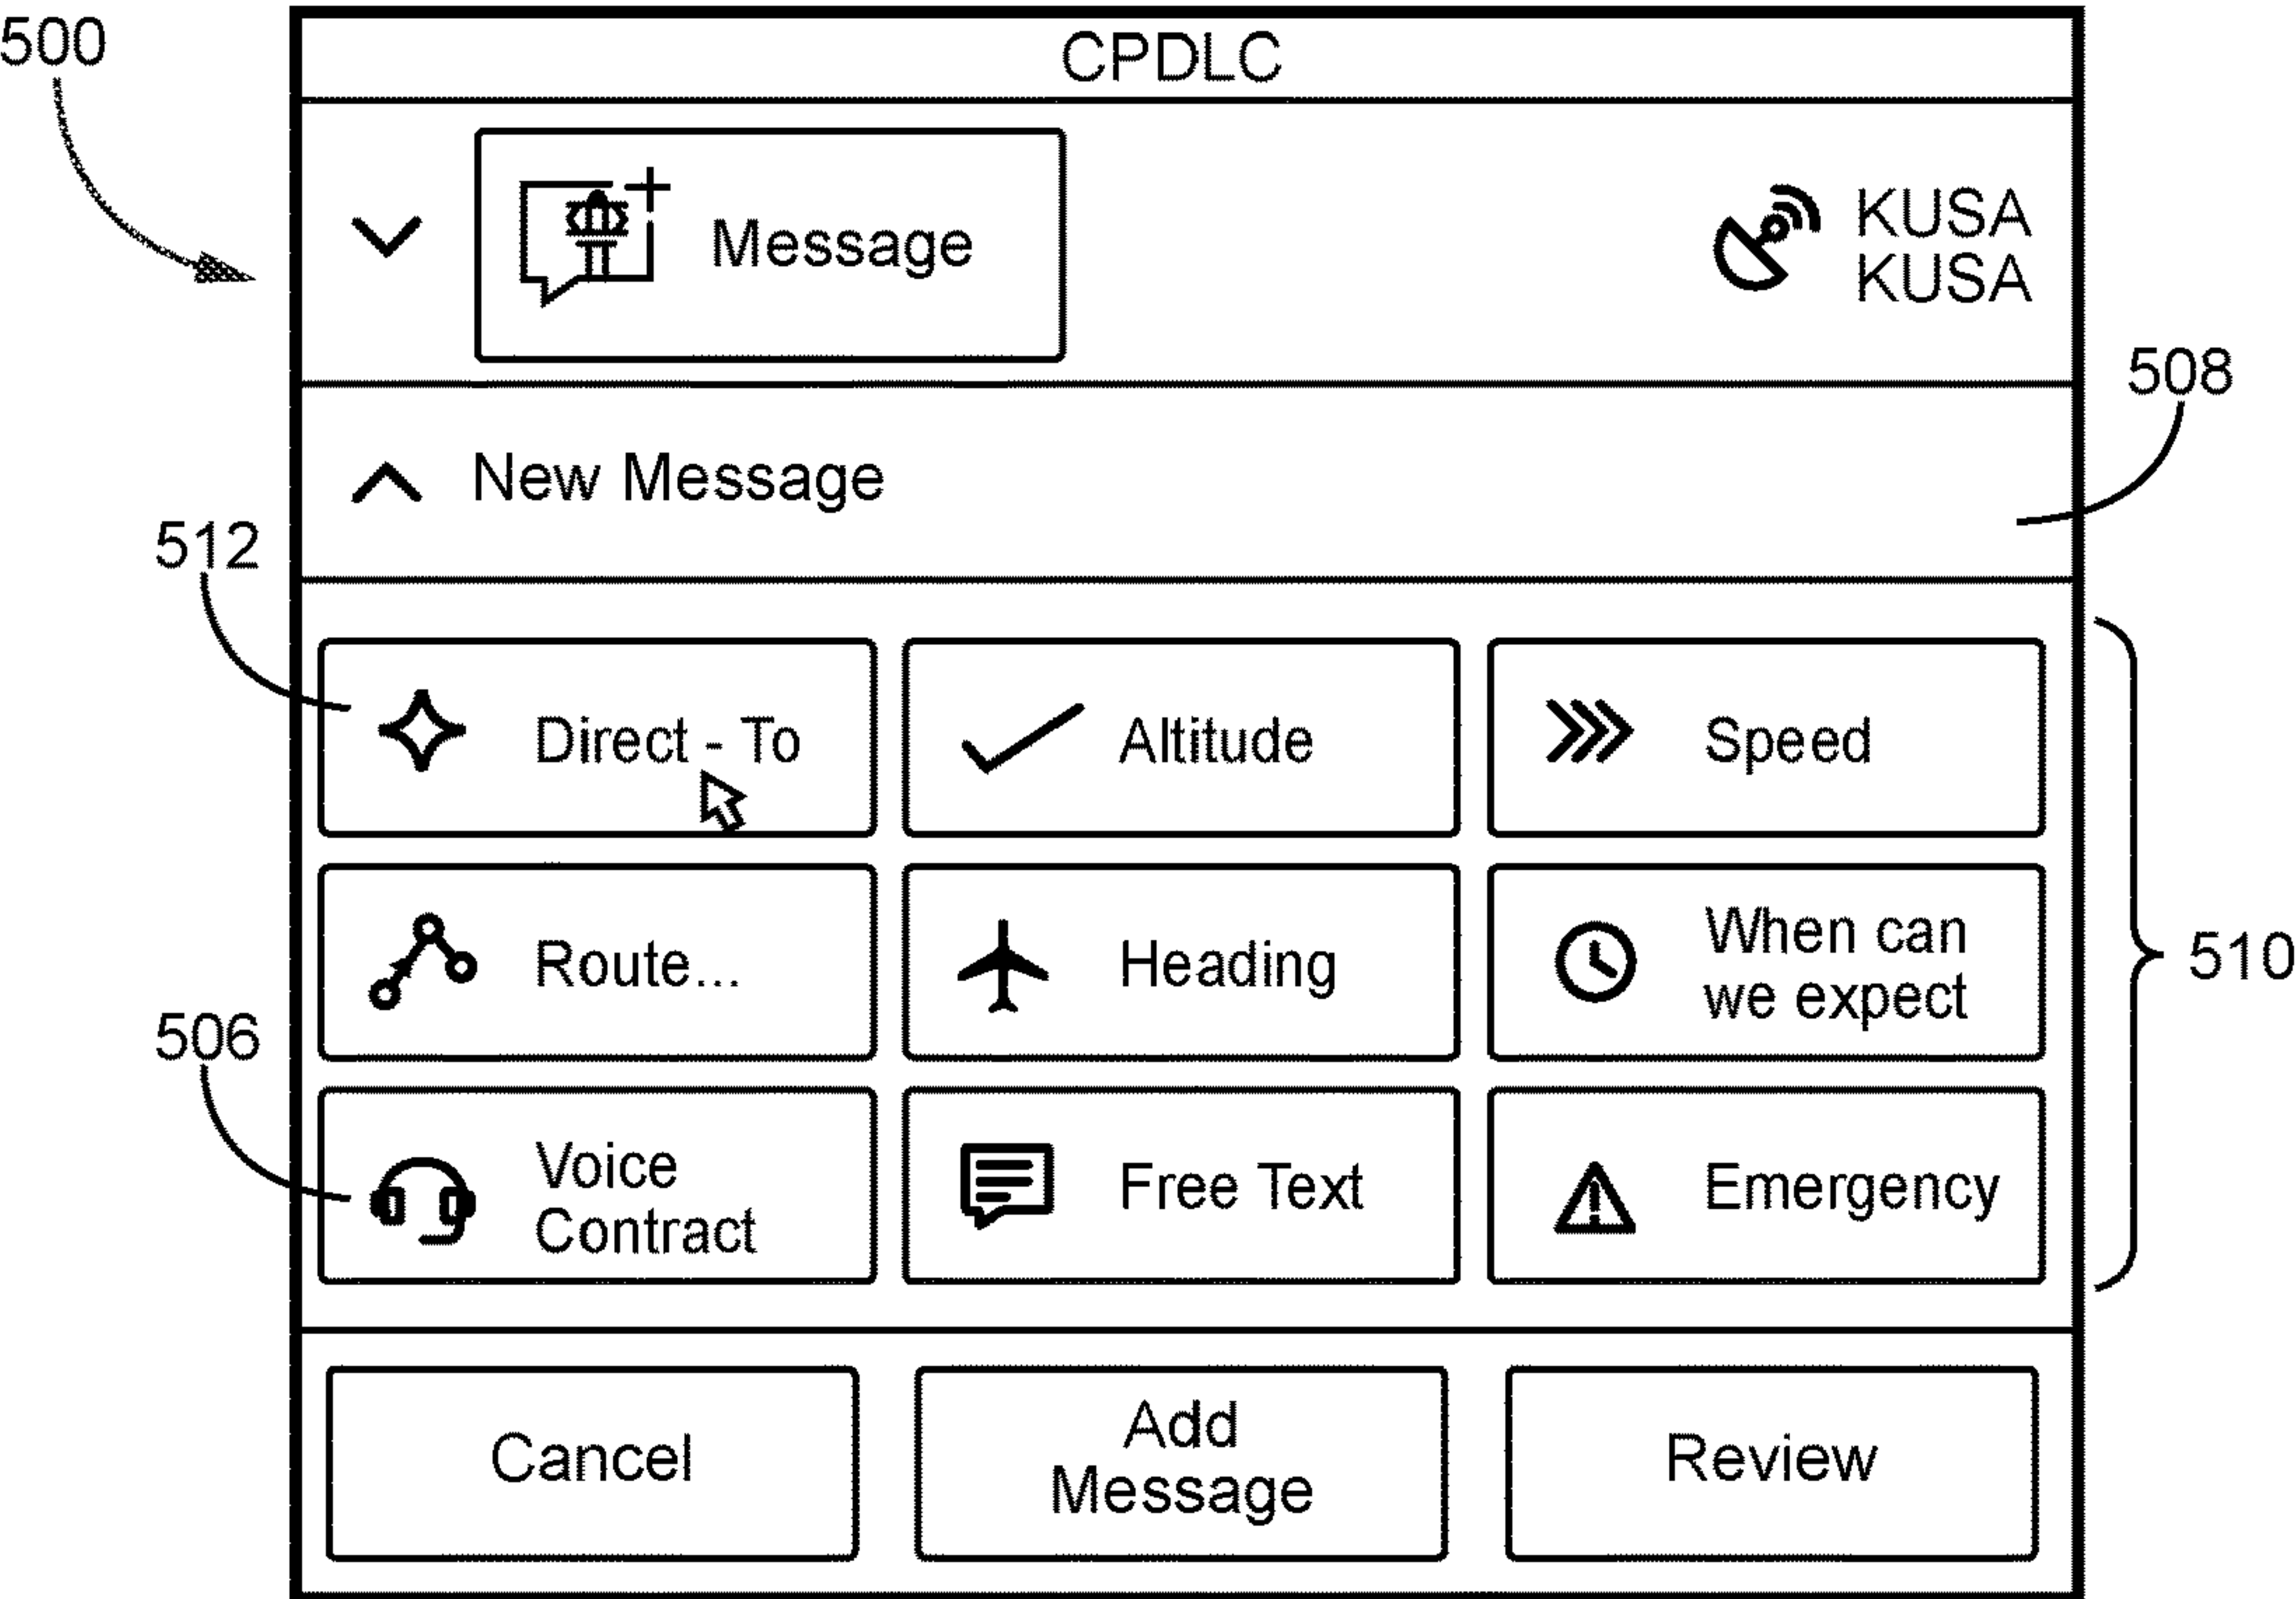 500
CPDLC
Message
KUSA
KUSA
508
New Message
512
Direct - To
Altitude
Speed
Route...
Heading
When can
we expect
510
506
Voice
Contract
Free Text
Emergency
Cancel
Add
Message
Review